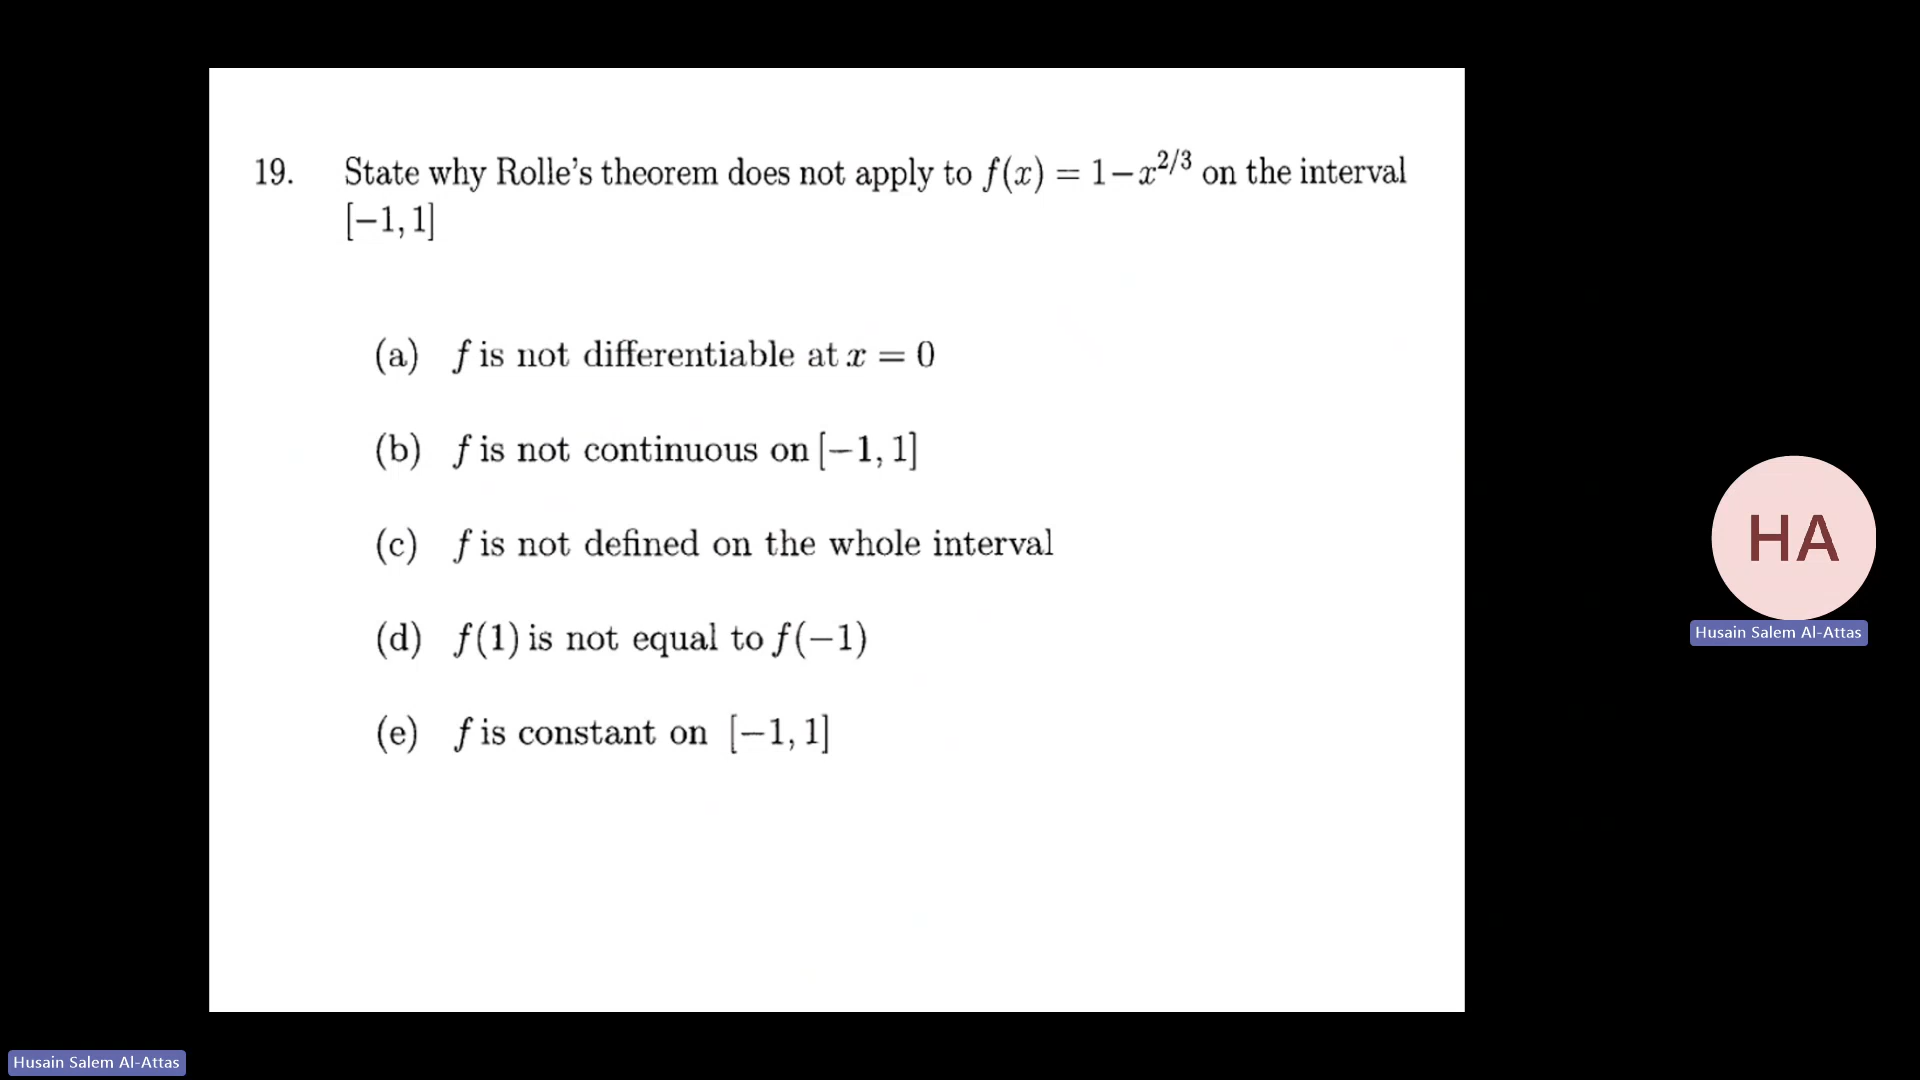 19. State why Rolle's theorem does not apply to f(x) = 1−x^{2/3} on the interval
[−1, 1]
(a) f is not differentiable at x = 0
(b) f is not continuous on [−1, 1]
(c) f is not defined on the whole interval
(d) f(1) is not equal to f(−1)
(e) f is constant on [−1, 1]
HA
Husain Salem Al-Attas
Husain Salem Al-Attas